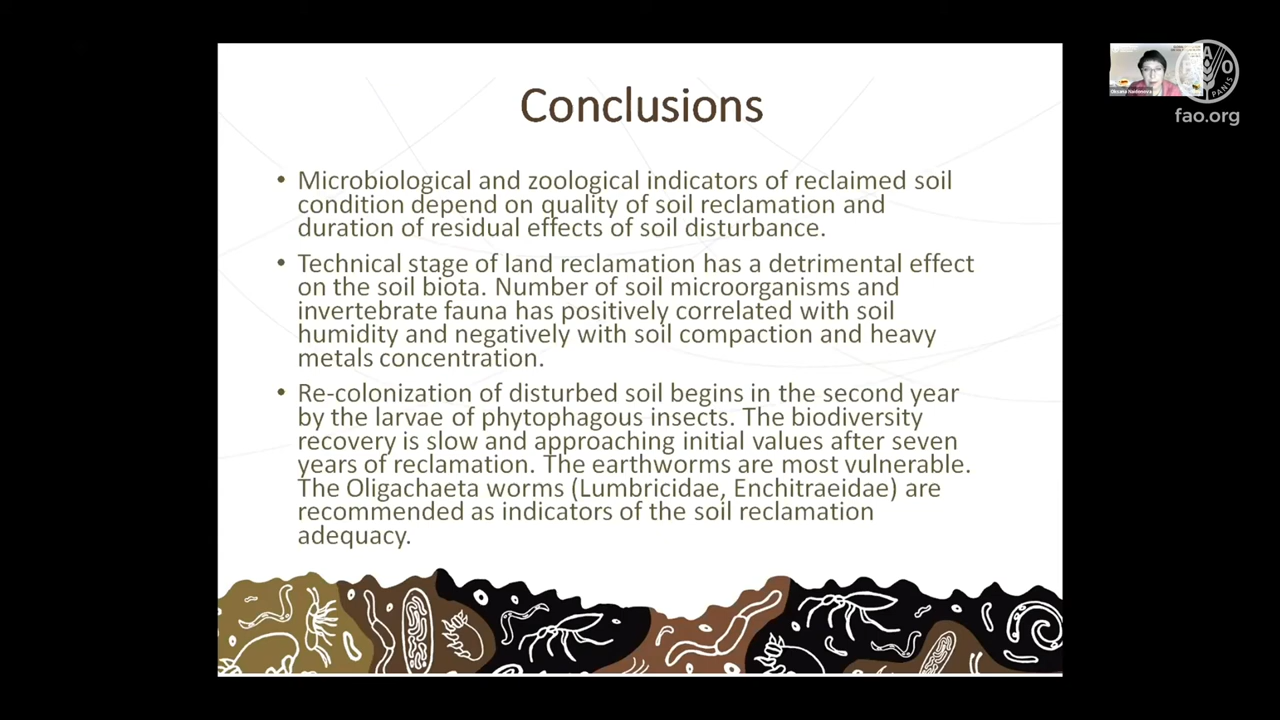 Conclusions
• Microbiological and zoological indicators of reclaimed soil
condition depend on quality of soil reclamation and
duration of residual effects of soil disturbance.
• Technical stage of land reclamation has a detrimental effect
on the soil biota. Number of soil microorganisms and
invertebrate fauna has positively correlated with soil
humidity and negatively with soil compaction and heavy
metals concentration.
• Re-colonization of disturbed soil begins in the second year
by the larvae of phytophagous insects. The biodiversity
recovery is slow and approaching initial values after seven
years of reclamation. The earthworms are most vulnerable.
The Oligachaeta worms (Lumbricidae, Enchitraeidae) are
recommended as indicators of the soil reclamation
adequacy.
Oksana Naidonova
PANIS
fao.org